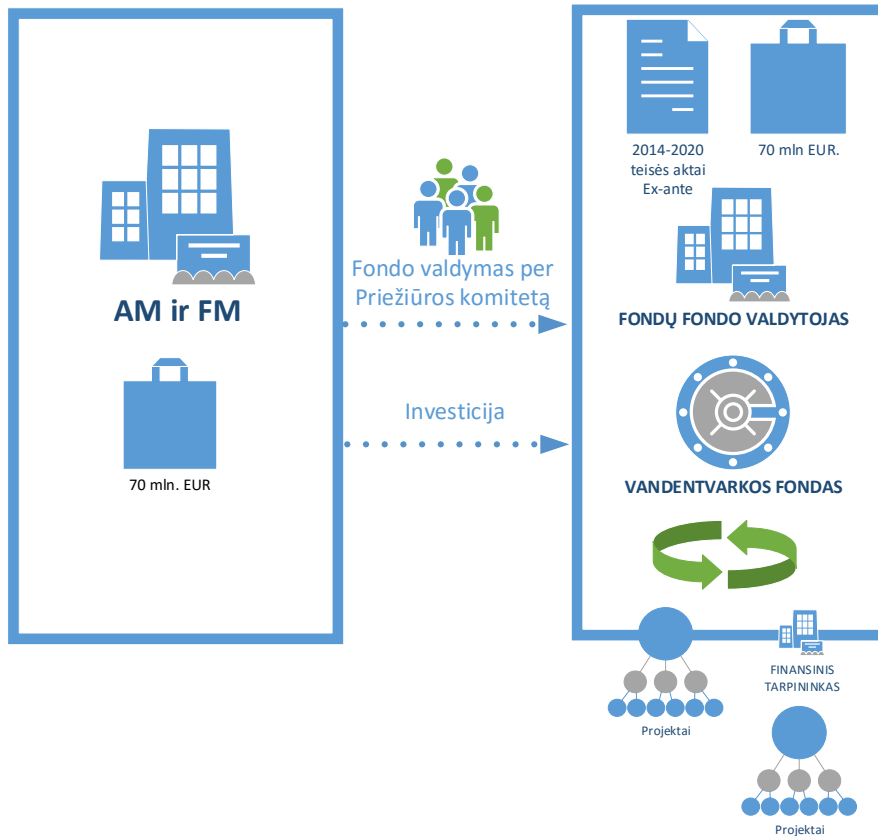 AM ir FM
70 mln. EUR
Fondo valdymas per
Priežiūros komitetą
Investicija
2014-2020
teisės aktai
Ex-ante
70 mln EUR.
FONDŲ FONDO VALDYTOJAS
VANDENTVARKOS FONDAS
FINANSINIS
TARPININKAS
Projektai
Projektai